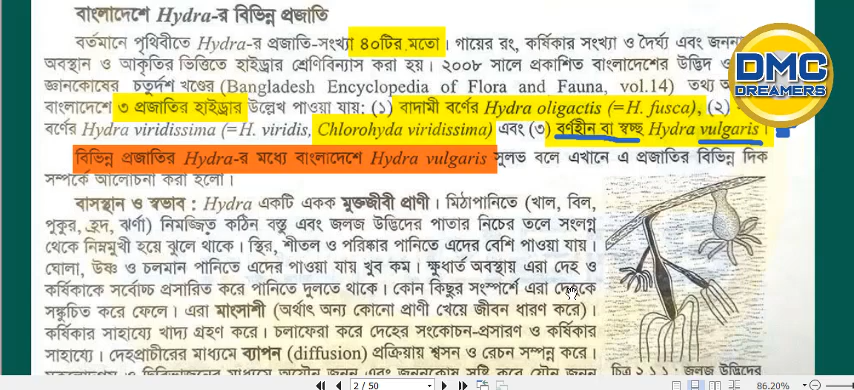 বাংলাদেশে Hydra-র বিভিন্ন প্রজাতি
বর্তমানে পৃথিবীতে Hydra-র প্রজাতি-সংখ্যা ৪০টির মতো। গায়ের রং, কর্ষিকার সংখ্যা ও দৈর্ঘ্য এবং জনন
অবস্থান ও আকৃতির ভিত্তিতে হাইড্রার শ্রেণিবিন্যাস করা হয়। ২০০৮ সালে প্রকাশিত বাংলাদেশের উদ্ভিদ ও
জ্ঞানকোষের চতুর্দশ খণ্ডের (Bangladesh Encyclopedia of Flora and Fauna, vol.14) তথ্য
বাংলাদেশে ৩ প্রজাতির হাইড্রার উল্লেখ পাওয়া যায়: (১) বাদামী বর্ণের Hydra oligactis (=H. fusca), (২)
বর্ণের Hydra viridissima (=H. viridis, Chlorohyda viridissima) এবং (৩) বর্ণহীন বা স্বচ্ছ Hydra vulgaris।
বিভিন্ন প্রজাতির Hydra-র মধ্যে বাংলাদেশে Hydra vulgaris সুলভ বলে এখানে এ প্রজাতির বিভিন্ন দিক
সম্পর্কে আলোচনা করা হলো।
বাসস্থান ও স্বভাব: Hydra একটি একক মুক্তজীবী প্রাণী। মিঠাপানিতে (খাল, বিল,
পুকুর, হ্রদ, ঝর্ণা) নিমজ্জিত কঠিন বস্তু এবং জলজ উদ্ভিদের পাতার নিচের তলে সংলগ্ন
থেকে নিম্নমুখী হয়ে ঝুলে থাকে। স্থির, শীতল ও পরিষ্কার পানিতে এদের বেশি পাওয়া যায়।
ঘোলা, উষ্ণ ও চলমান পানিতে এদের পাওয়া যায় খুব কম। ক্ষুধার্ত অবস্থায় এরা দেহ ও
কর্ষিকাকে সর্বোচ্চ প্রসারিত করে পানিতে দুলতে থাকে। কোন কিছুর সংস্পর্শে এরা দেহকে
সঙ্কুচিত করে ফেলে। এরা মাংসাশী (অর্থাৎ অন্য কোনো প্রাণী খেয়ে জীবন ধারণ করে)।
কর্ষিকার সাহায্যে খাদ্য গ্রহণ করে। চলাফেরা করে দেহের সংকোচন-প্রসারণ ও কর্ষিকার
সাহায্যে। দেহপ্রাচীরের মাধ্যমে ব্যাপন (diffusion) প্রক্রিয়ায় শ্বসন ও রেচন সম্পন্ন করে।
চিত্র ২.১.১ : জলজ উদ্ভিদের
DMC
DREAMERS
2 / 50
86.20%